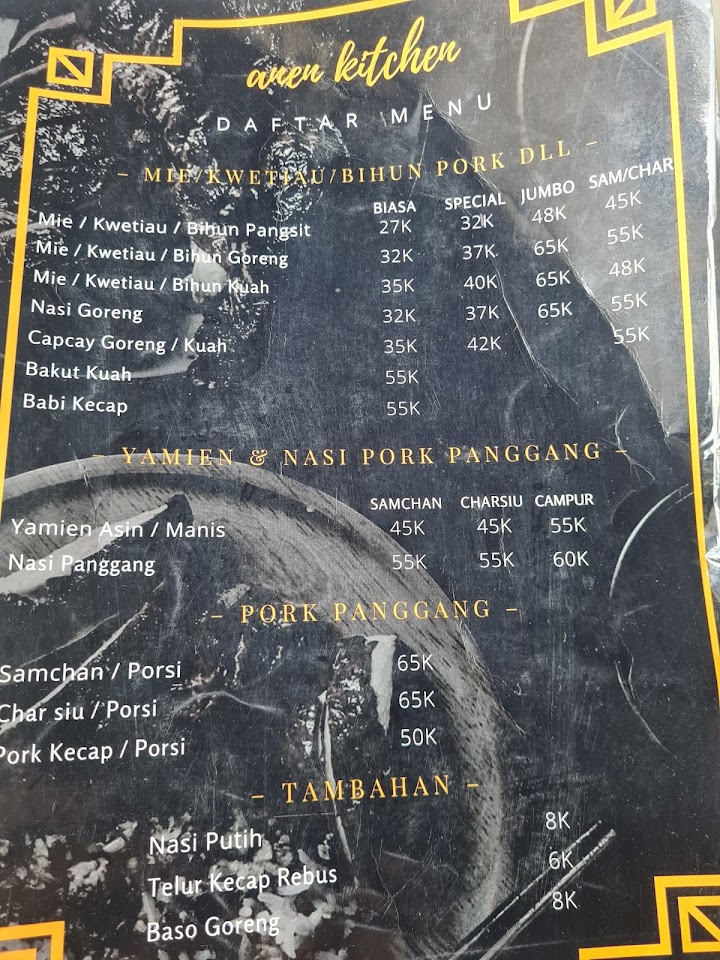 anen kitchen
DAFTAR MENU
- MIE/KWETIAU/BIHUN PORK DLL -
BIASA SPECIAL JUMBO SAM/CHAR
Mie / Kwetiau / Bihun Pangsit 27K 32K 48K 45K
Mie / Kwetiau / Bihun Goreng 32K 37K 65K 55K
Mie / Kwetiau / Bihun Kuah 35K 40K 65K 48K
Nasi Goreng 32K 37K 65K 55K
Capcay Goreng / Kuah 35K 42K 55K
Bakut Kuah 55K
Babi Kecap 55K
- YAMIEN & NASI PORK PANGGANG -
SAMCHAN CHARSIU CAMPUR
Yamien Asin / Manis 45K 45K 55K
Nasi Panggang 55K 55K 60K
- PORK PANGGANG -
Samchan / Porsi 65K
Char siu / Porsi 65K
Pork Kecap / Porsi 50K
- TAMBAHAN -
Nasi Putih 8K
Telur Kecap Rebus 6K
Baso Goreng 8K